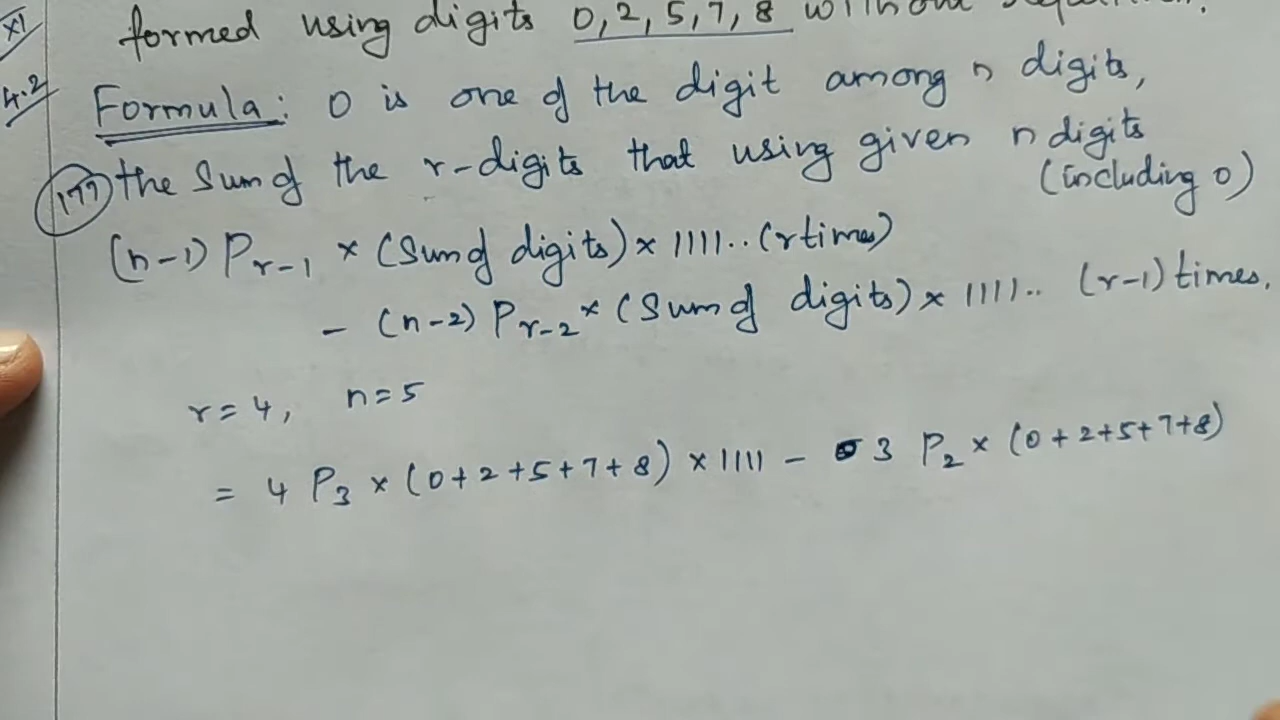 XI
4.2
formed using digits 0, 2, 5, 7, 8
Formula: 0 is one of the digit among n digits,
177 the Sum of the r-digits that using given n digits
(including 0)
(n-1) P r-1 × (Sum of digits) × 1111.. (r times)
- (n-2) P r-2 × (Sum of digits) × 1111.. (r-1) times.
r = 4, n = 5
= 4 P3 × (0+2+5+7+8) × 1111 - 3 P2 × (0+2+5+7+8)